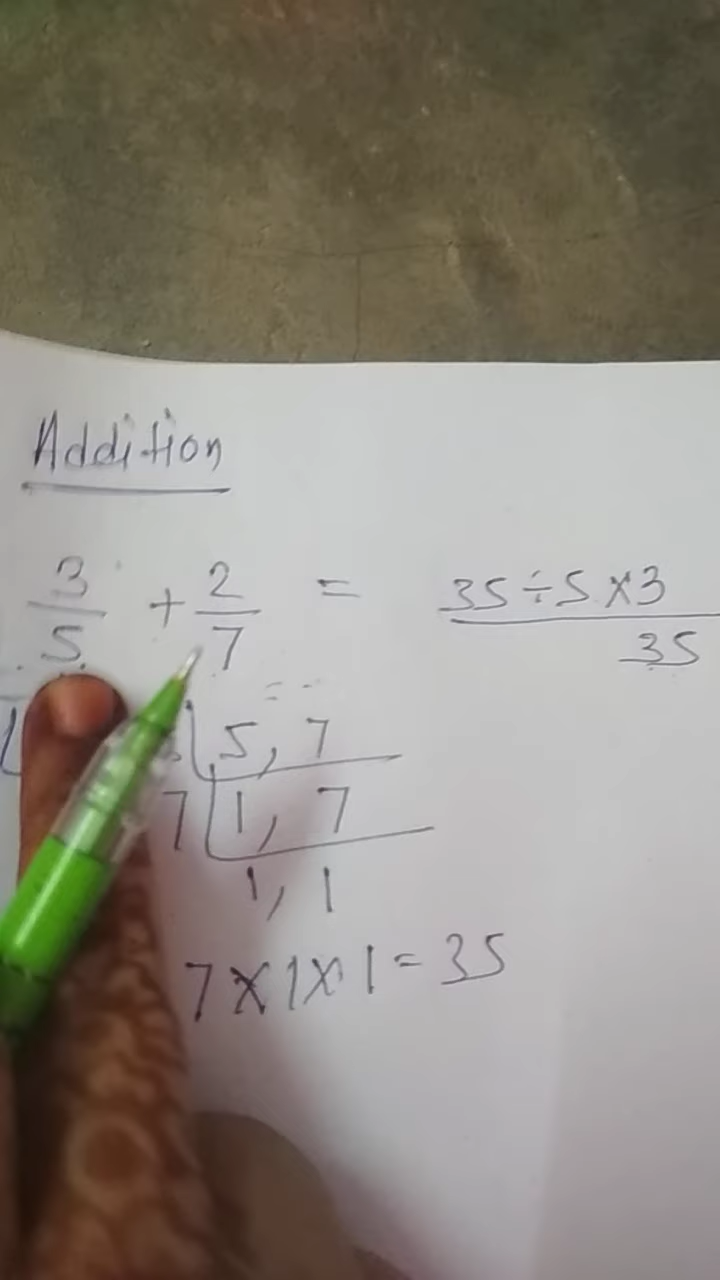 Addition
3/5 + 2/7 = 35÷5×3/35
5, 7
7 1, 7
1, 1
7×1×1=35